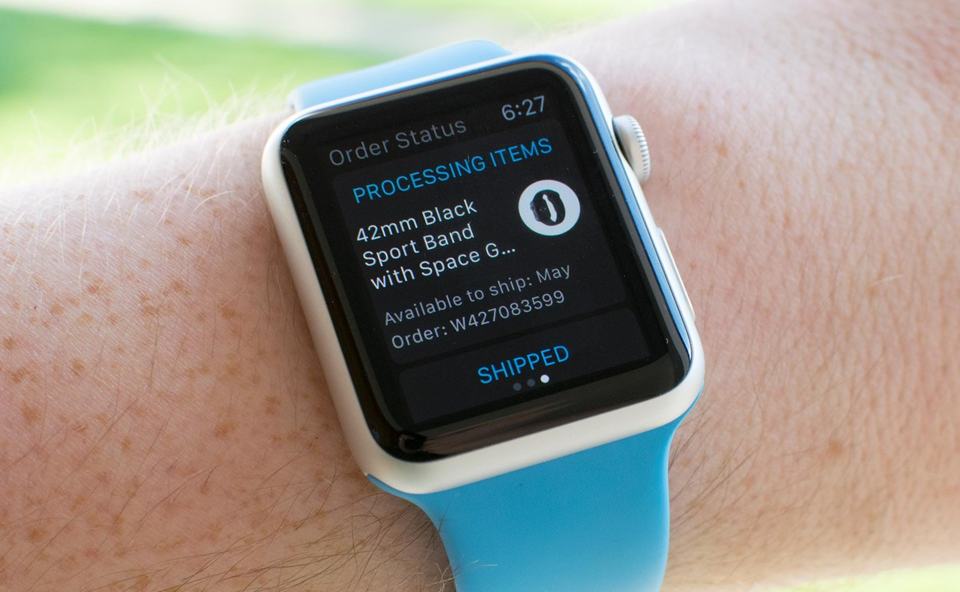 6:27
Order Status
PROCESSING ITEMS
42mm Black
Sport Band
with Space G...
Available to ship: May
Order: W427083599
SHIPPED